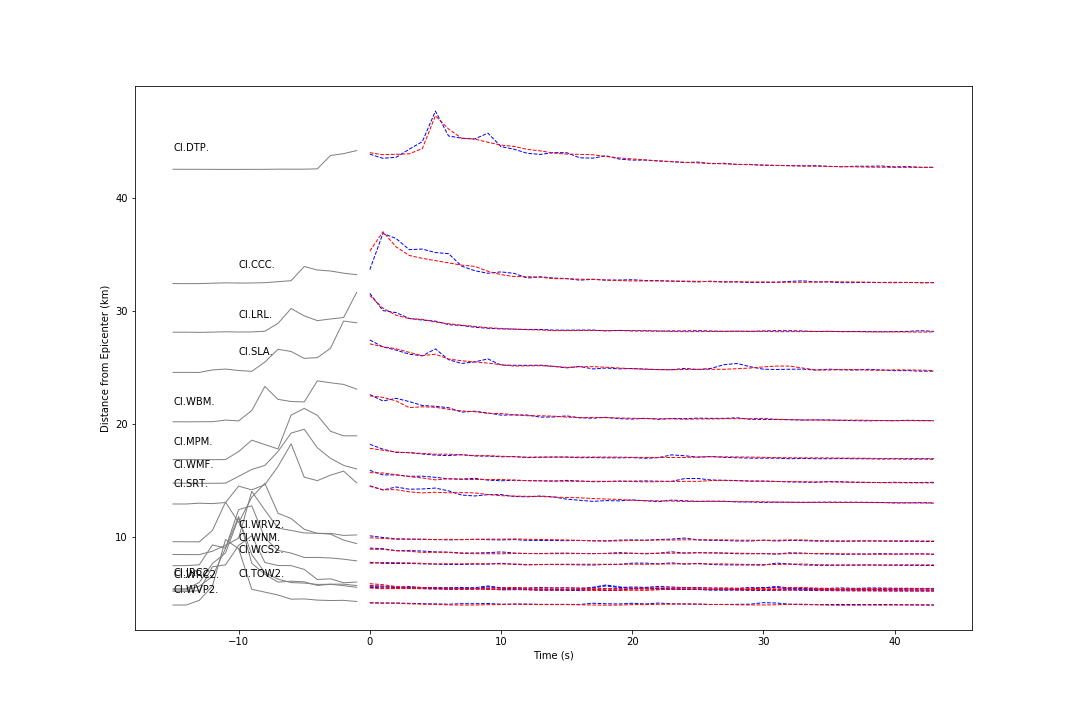 CI.DTP.
40
CI.CCC.
30
CI.LRL.
CI.SLA.
Distance from Epicenter (km)
CI.WBM.
20
CI.MPM.
CI.WMF.
CI.SRT.
CI.WRV2.
10
CI.WNM.
CI.WCS2.
CI.TOW2.
CI.WRC2.
CI.WVP2.
−10
0
10
20
30
40
Time (s)